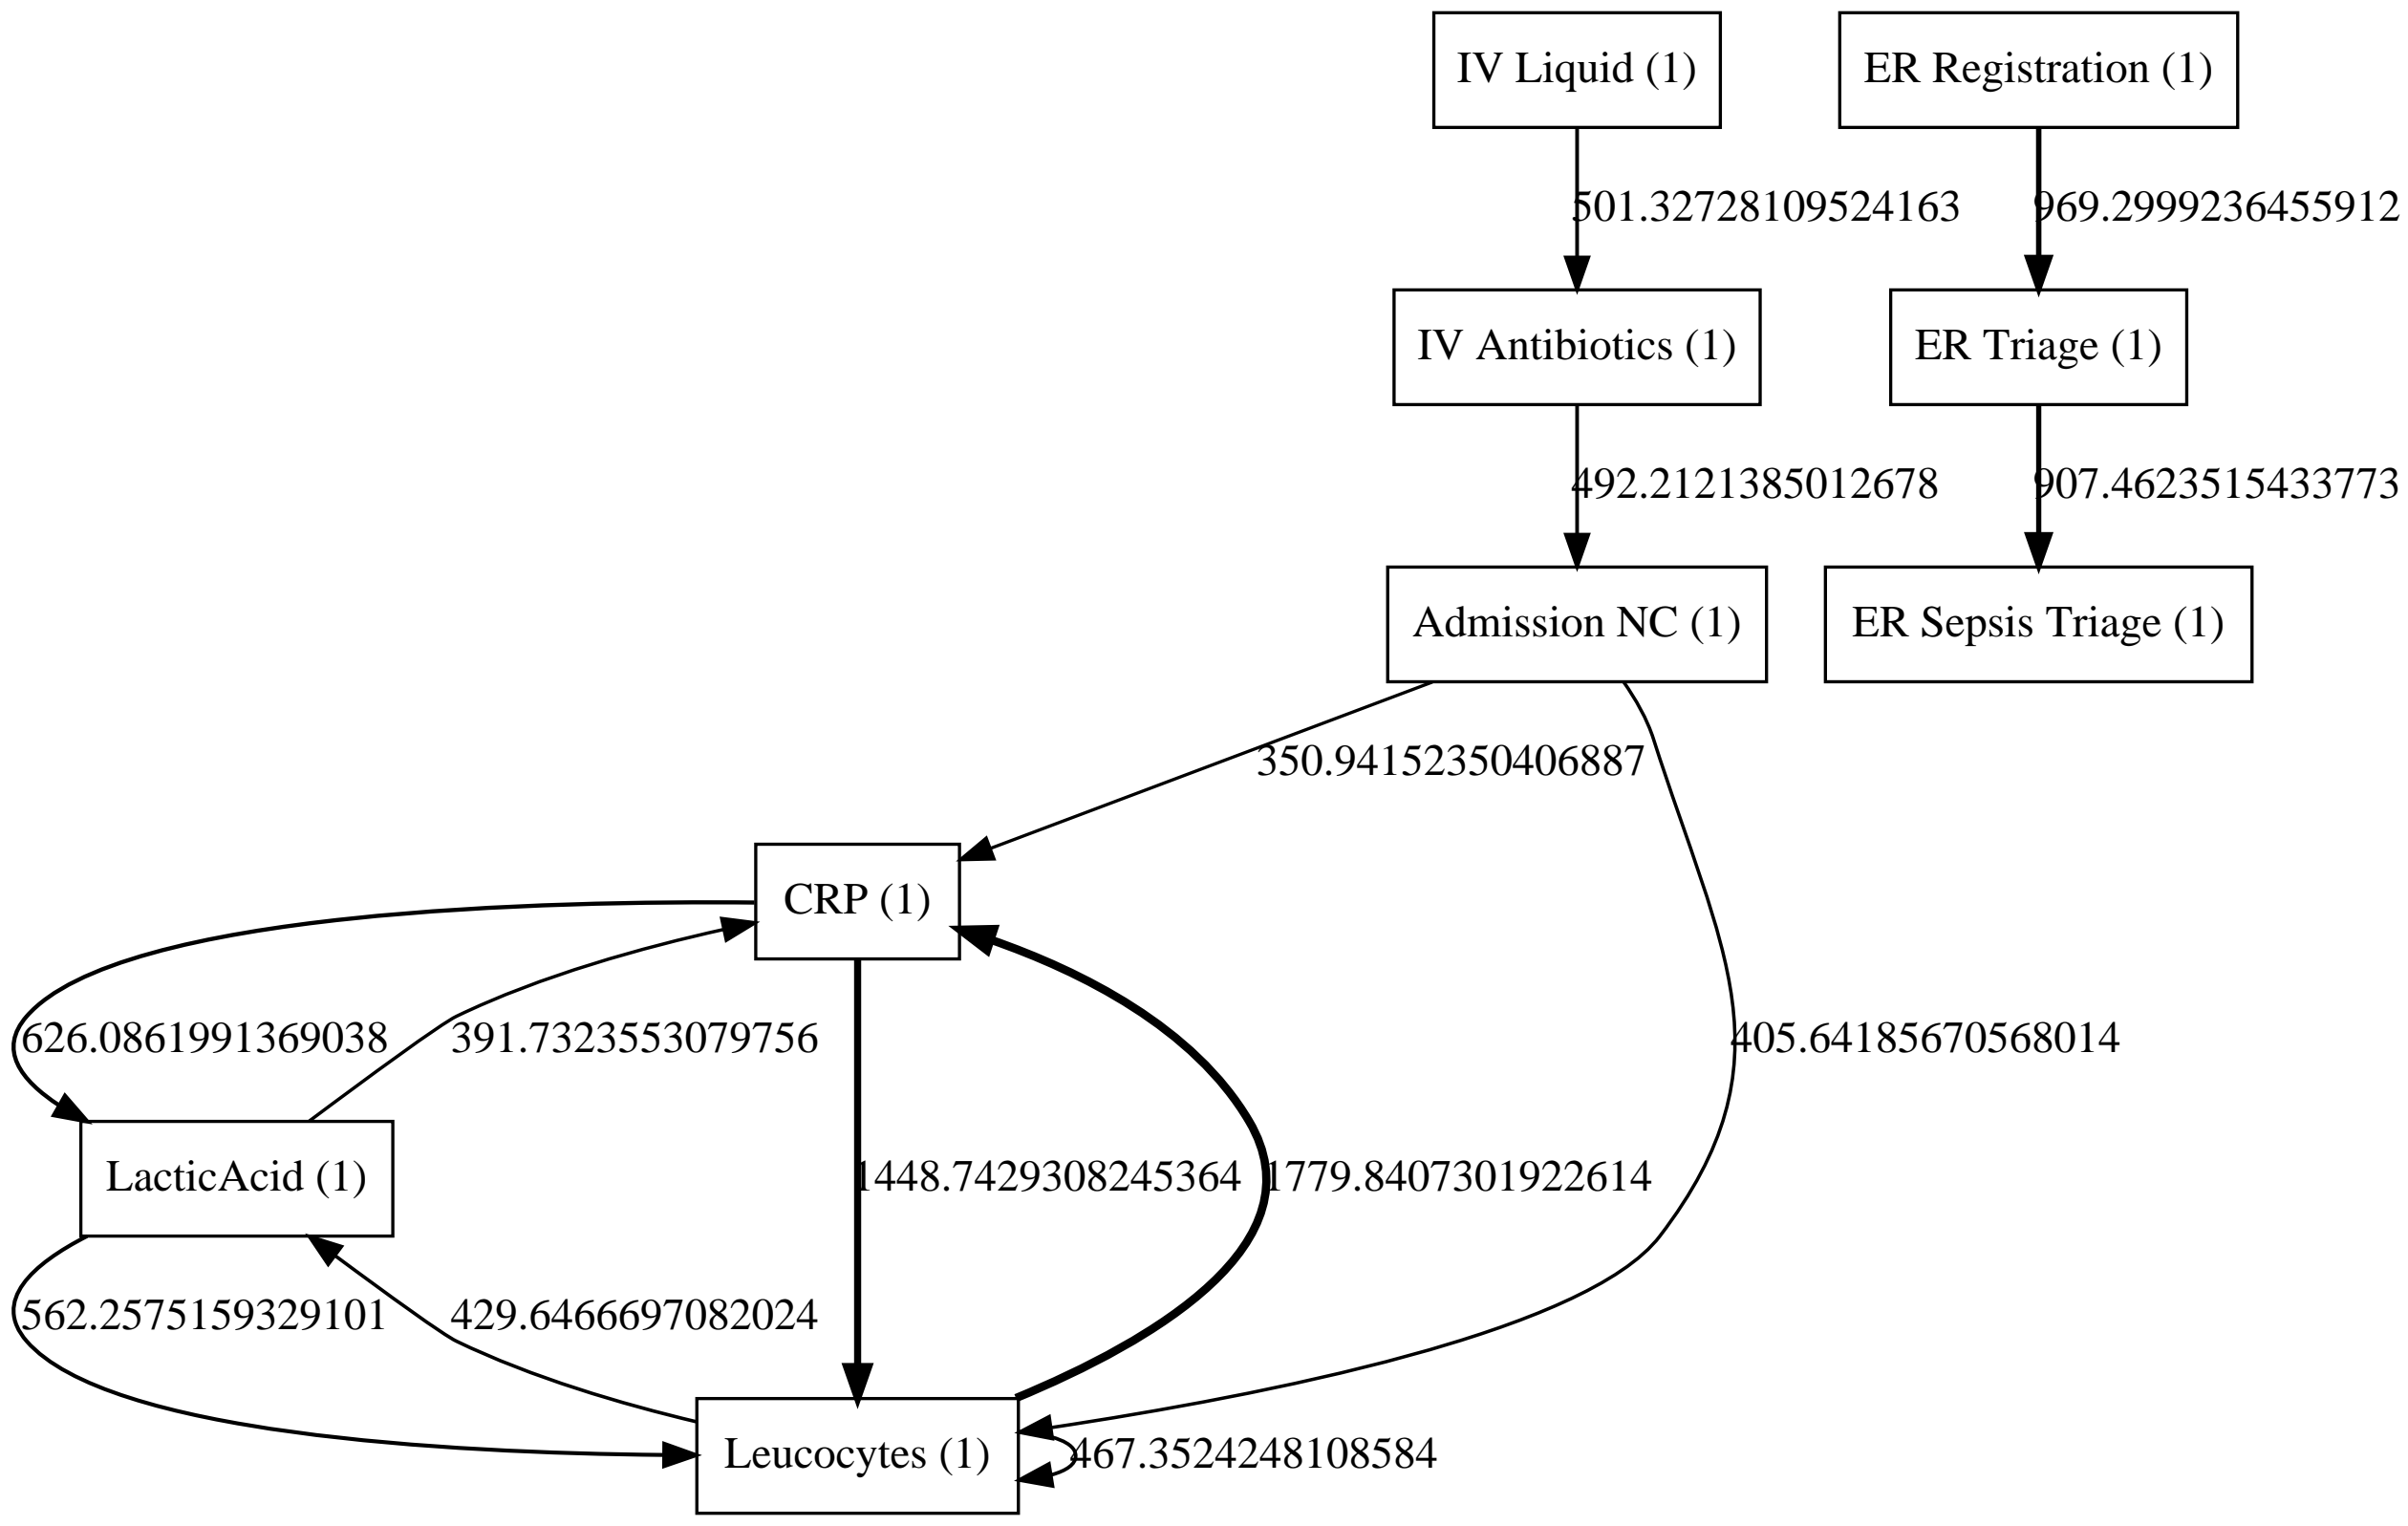 IV Liquid (1)
ER Registration (1)
501.32728109524163
969.2999236455912
IV Antibiotics (1)
ER Triage (1)
492.2121385012678
907.4623515433773
Admission NC (1)
ER Sepsis Triage (1)
350.94152350406887
CRP (1)
626.0861991369038
391.7323553079756
405.64185670568014
LacticAcid (1)
1448.7429308245364
1779.8407301922614
562.2575159329101
429.6466697082024
Leucocytes (1)
467.3524248108584